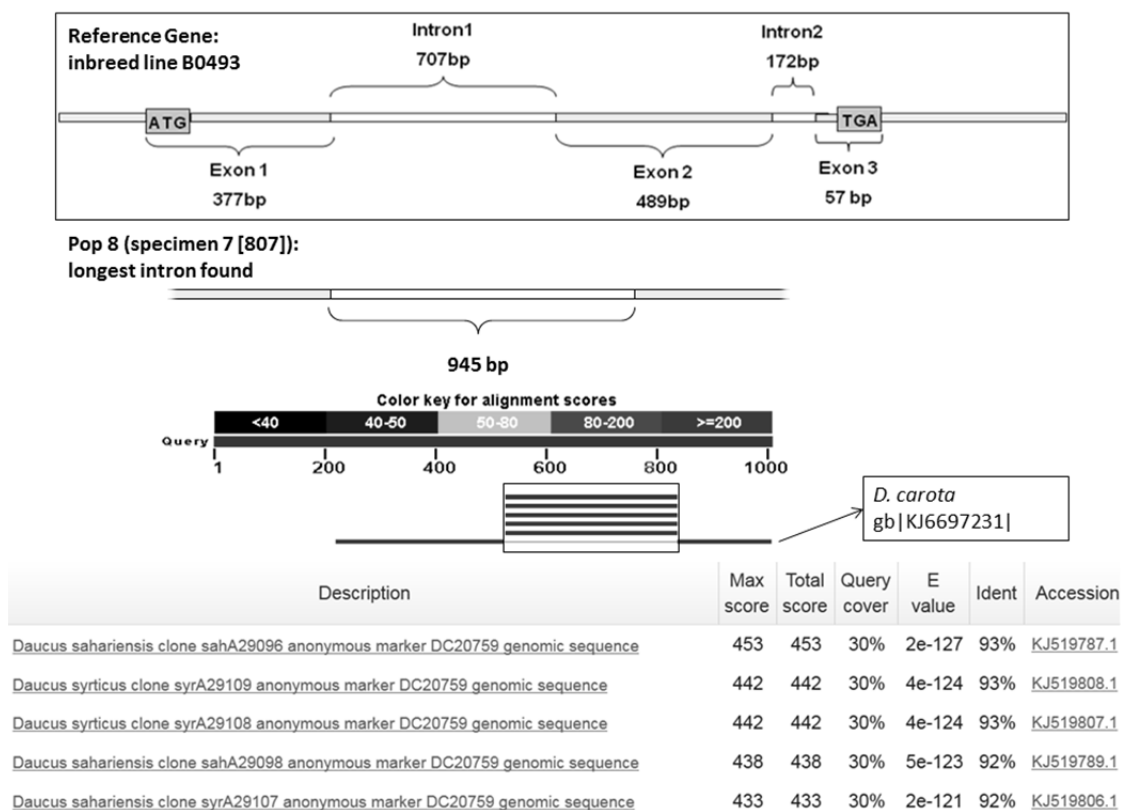 Reference Gene:
inbreed line B0493
Intron1
707bp
Intron2
172bp
ATG
TGA
Exon 1
377bp
Exon 2
489bp
Exon 3
57 bp
Pop 8 (specimen 7 [807]):
longest intron found
945 bp
Color key for alignment scores
<40 40-50 50-80 80-200 >=200
Query
1 200 400 600 800 1000
D. carota
gb|KJ6697231|
Description Max score Total score Query cover E value Ident Accession
Daucus sahariensis clone sahA29096 anonymous marker DC20759 genomic sequence 453 453 30% 2e-127 93% KJ519787.1
Daucus syrticus clone syrA29109 anonymous marker DC20759 genomic sequence 442 442 30% 4e-124 93% KJ519808.1
Daucus syrticus clone syrA29108 anonymous marker DC20759 genomic sequence 442 442 30% 4e-124 93% KJ519807.1
Daucus sahariensis clone sahA29098 anonymous marker DC20759 genomic sequence 438 438 30% 5e-123 92% KJ519789.1
Daucus sahariensis clone syrA29107 anonymous marker DC20759 genomic sequence 433 433 30% 2e-121 92% KJ519806.1